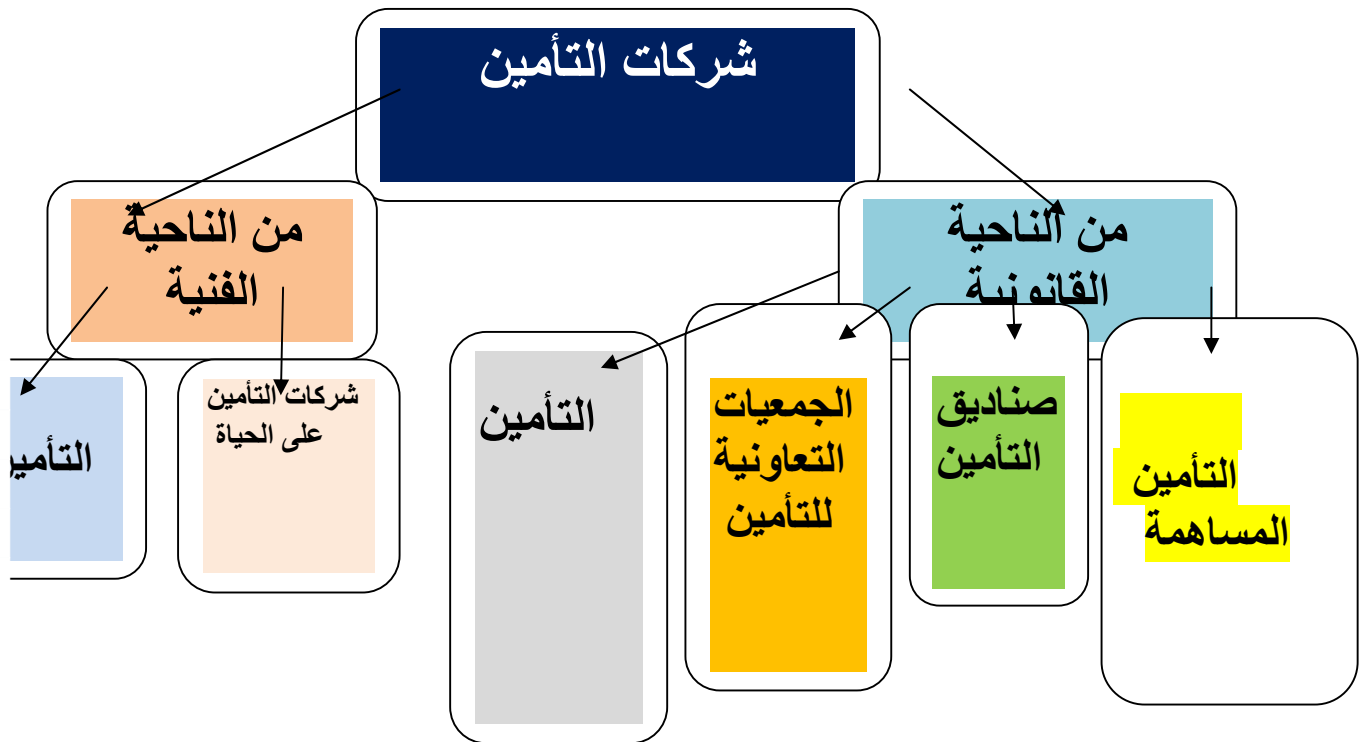 شركات التأمين
من الناحية
القانونية
من الناحية
الفنية
التأمين
المساهمة
صناديق
التأمين
الجمعيات
التعاونية
للتأمين
التأمين
شركات التأمين
على الحياة